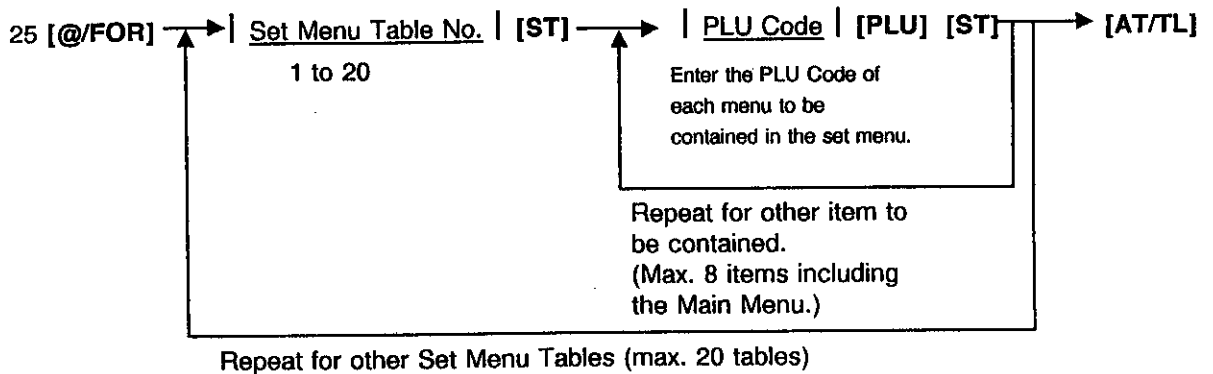 25 [@/FOR] | Set Menu Table No. | [ST] | PLU Code | [PLU] [ST] [AT/TL]
1 to 20
Enter the PLU Code of
each menu to be
contained in the set menu.
Repeat for other item to
be contained.
(Max. 8 items including
the Main Menu.)
Repeat for other Set Menu Tables (max. 20 tables)